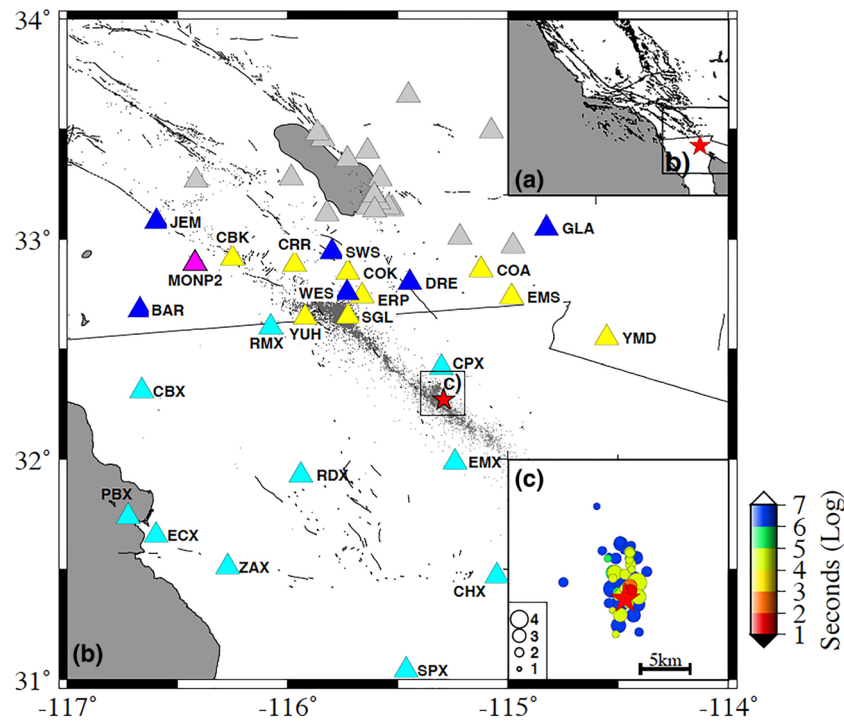 34°
33°
32°
31°
-117°
-116°
-115°
-114°
(a)
b)
JEM
CBK
CRR
SWS
GLA
MONP2
COK
DRE
COA
WES
ERP
EMS
BAR
YUH
SGL
RMX
YMD
CPX
c)
CBX
EMX
RDX
PBX
ECX
ZAX
CHX
SPX
(b)
(c)
4
3
2
1
5km
7
6
5
4
3
2
1
Seconds (Log)